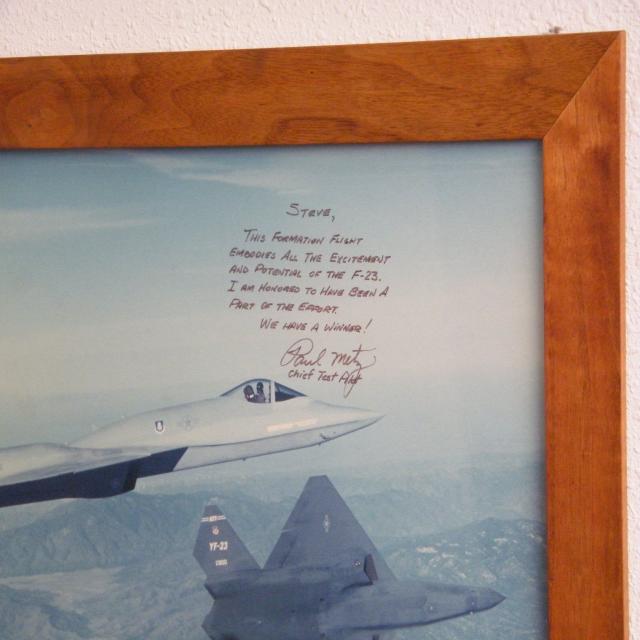 STEVE,
THIS FORMATION FLIGHT
EMBODIES ALL THE EXCITEMENT
AND POTENTIAL OF THE F-23.
I AM HONORED TO HAVE BEEN A
PART OF THE EFFORT.
WE HAVE A WINNER!
Paul Metz
Chief Test Pilot
YF-23